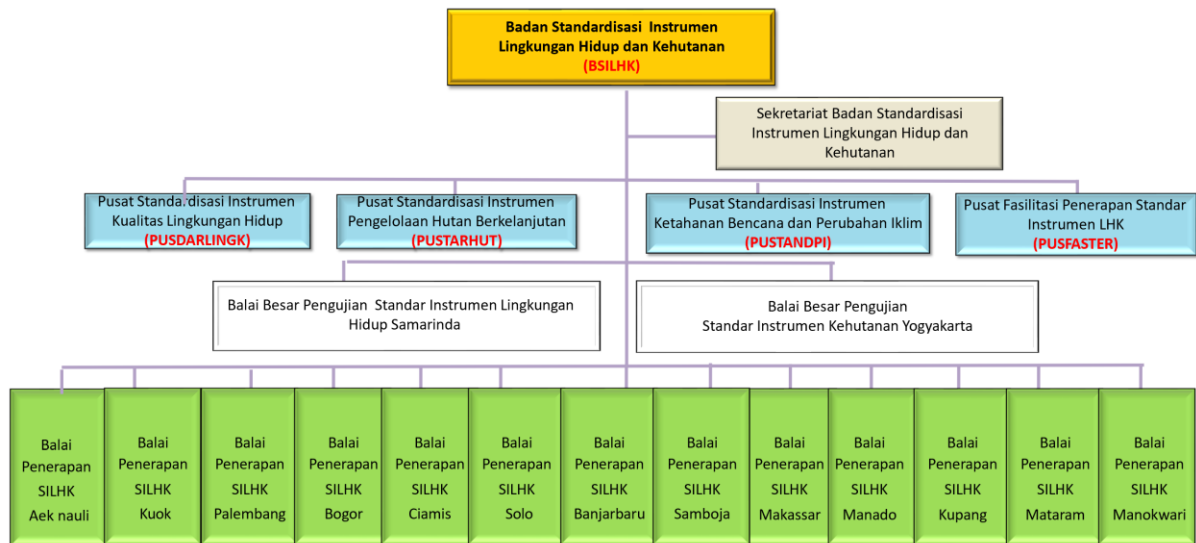 Badan Standardisasi Instrumen
Lingkungan Hidup dan Kehutanan
(BSILHK)
Sekretariat Badan Standardisasi
Instrumen Lingkungan Hidup dan
Kehutanan
Pusat Standardisasi Instrumen
Kualitas Lingkungan Hidup
(PUSDARLINGK)
Pusat Standardisasi Instrumen
Pengelolaan Hutan Berkelanjutan
(PUSTARHUT)
Pusat Standardisasi Instrumen
Ketahanan Bencana dan Perubahan Iklim
(PUSTANDPI)
Pusat Fasilitasi Penerapan Standar
Instrumen LHK
(PUSFASTER)
Balai Besar Pengujian Standar Instrumen Lingkungan
Hidup Samarinda
Balai Besar Pengujian
Standar Instrumen Kehutanan Yogyakarta
Balai
Penerapan
SILHK
Aek nauli
Balai
Penerapan
SILHK
Kuok
Balai
Penerapan
SILHK
Palembang
Balai
Penerapan
SILHK
Bogor
Balai
Penerapan
SILHK
Ciamis
Balai
Penerapan
SILHK
Solo
Balai
Penerapan
SILHK
Banjarbaru
Balai
Penerapan
SILHK
Samboja
Balai
Penerapan
SILHK
Makassar
Balai
Penerapan
SILHK
Manado
Balai
Penerapan
SILHK
Kupang
Balai
Penerapan
SILHK
Mataram
Balai
Penerapan
SILHK
Manokwari